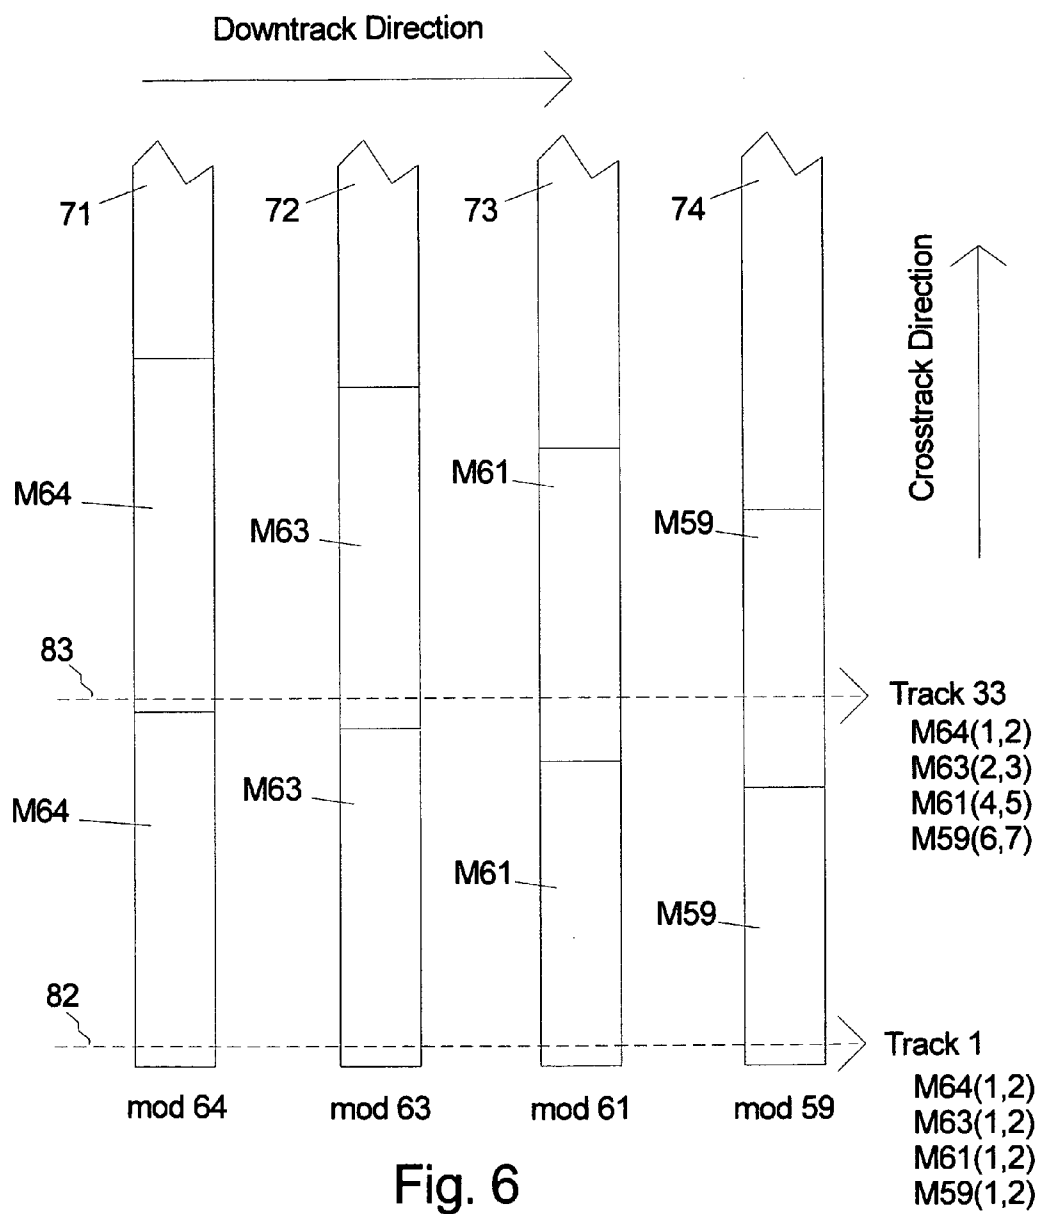 Downtrack Direction
71
72
73
74
Crosstrack Direction
M64
M63
M61
M59
83
Track 33
M64(1,2)
M63(2,3)
M61(4,5)
M59(6,7)
M64
M63
M61
M59
82
Track 1
M64(1,2)
M63(1,2)
M61(1,2)
M59(1,2)
mod 64
mod 63
mod 61
mod 59
Fig. 6